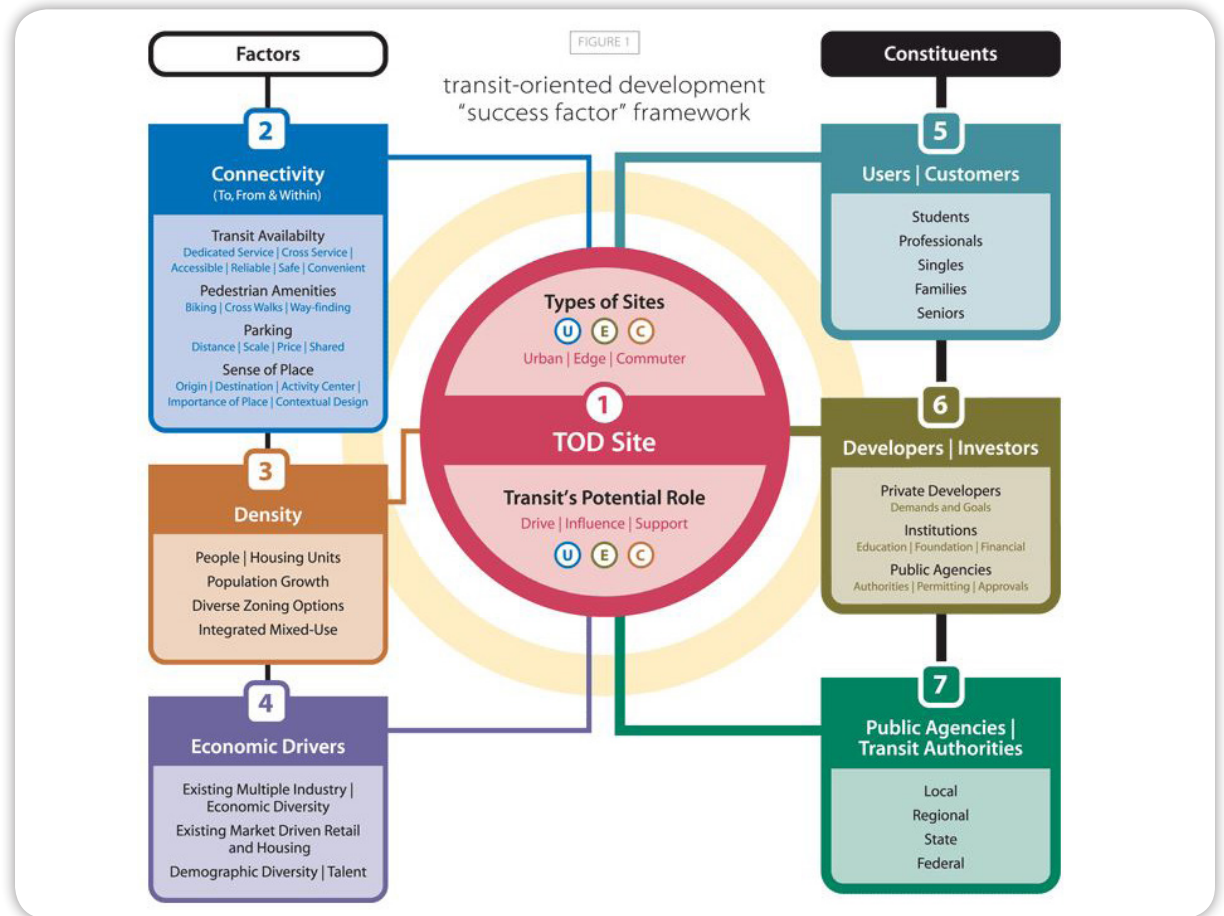 FIGURE 1
transit-oriented development
“success factor” framework
Factors
2
Connectivity
(To, From & Within)
Transit Availabilty
Dedicated Service | Cross Service |
Accessible | Reliable | Safe | Convenient
Pedestrian Amenities
Biking | Cross Walks | Way-finding
Parking
Distance | Scale | Price | Shared
Sense of Place
Origin | Destination | Activity Center |
Importance of Place | Contextual Design
3
Density
People | Housing Units
Population Growth
Diverse Zoning Options
Integrated Mixed-Use
4
Economic Drivers
Existing Multiple Industry |
Economic Diversity
Existing Market Driven Retail
and Housing
Demographic Diversity | Talent
Types of Sites
U E C
Urban | Edge | Commuter
1
TOD Site
Transit’s Potential Role
Drive | Influence | Support
U E C
Constituents
5
Users | Customers
Students
Professionals
Singles
Families
Seniors
6
Developers | Investors
Private Developers
Demands and Goals
Institutions
Education | Foundation | Financial
Public Agencies
Authorities | Permitting | Approvals
7
Public Agencies |
Transit Authorities
Local
Regional
State
Federal